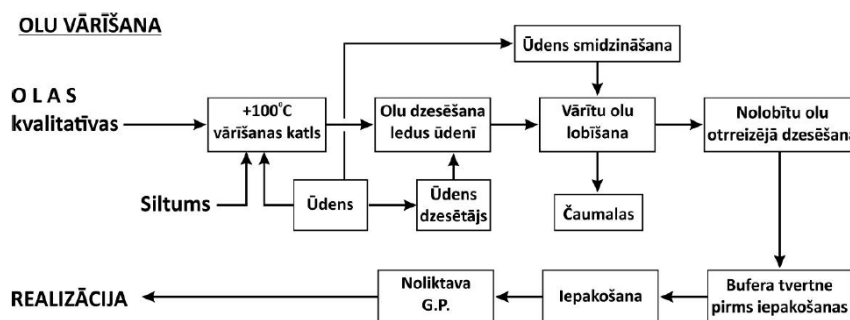 OLU VĀRĪŠANA
Ūdens smidzināšana
O L A S
kvalitatīvas
+100°C
vārīšanas katls
Olu dzesēšana
ledus ūdenī
Vārītu olu
lobīšana
Nolobītu olu
otrreizējā dzesēšana
Siltums
Ūdens
Ūdens
dzesētājs
Čaumalas
REALIZĀCIJA
Noliktava
G.P.
Iepakošana
Bufera tvertne
pirms iepakošanas